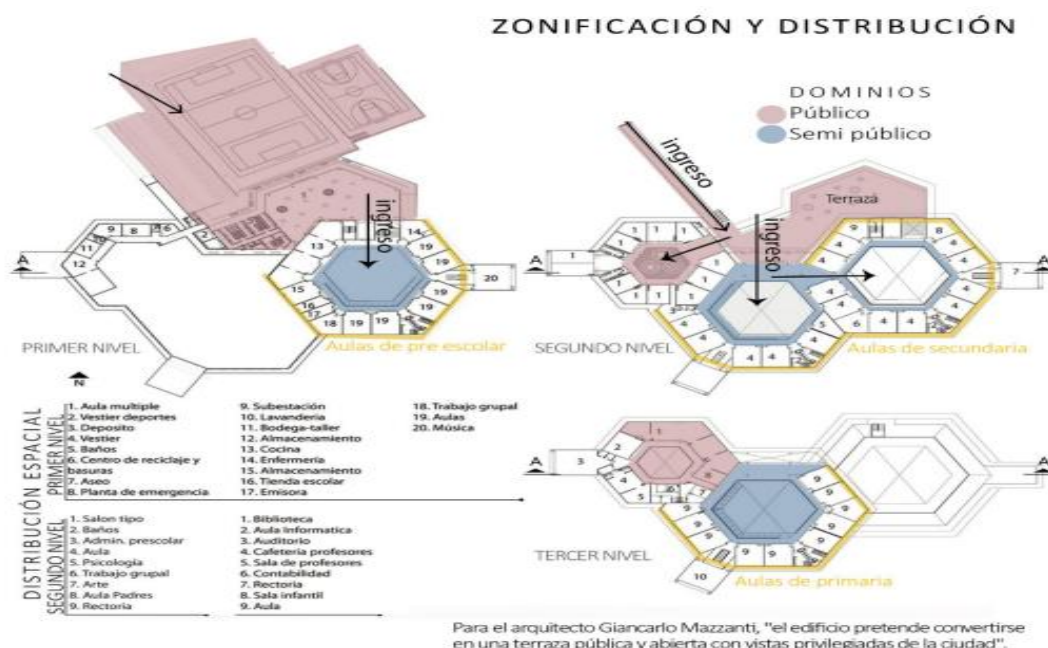 ZONIFICACIÓN Y DISTRIBUCIÓN
DOMINIOS
Público
Semi público
ingreso
PRIMER NIVEL
Aulas de pre escolar
N
A
ingreso
ingreso
Terraza
A
A
SEGUNDO NIVEL
Aulas de secundaria
A
A
TERCER NIVEL
Aulas de primaria
DISTRIBUCIÓN ESPACIAL
PRIMER NIVEL
1. Aula multiple
2. Vestier deportes
3. Deposito
4. Vestier
5. Baños
6. Centro de reciclaje y
basuras
7. Aseo
8. Planta de emergencia
9. Subestación
10. Lavanderia
11. Bodega-taller
12. Almacenamiento
13. Cocina
14. Enfermería
15. Almacenamiento
16. Tienda escolar
17. Emisora
18. Trabajo grupal
19. Aulas
20. Música
SEGUNDO NIVEL
1. Salon tipo
2. Baños
3. Admin. prescolar
4. Aula
5. Psicología
6. Trabajo grupal
7. Arte
8. Aula Padres
9. Rectoria
1. Biblioteca
2. Aula Informatica
3. Auditorio
4. Cafeteria profesores
5. Sala de profesores
6. Contabilidad
7. Rectoria
8. Sala infantil
9. Aula
Para el arquitecto Giancarlo Mazzanti, "el edificio pretende convertirse
en una terraza pública y abierta con vistas privilegiadas de la ciudad".